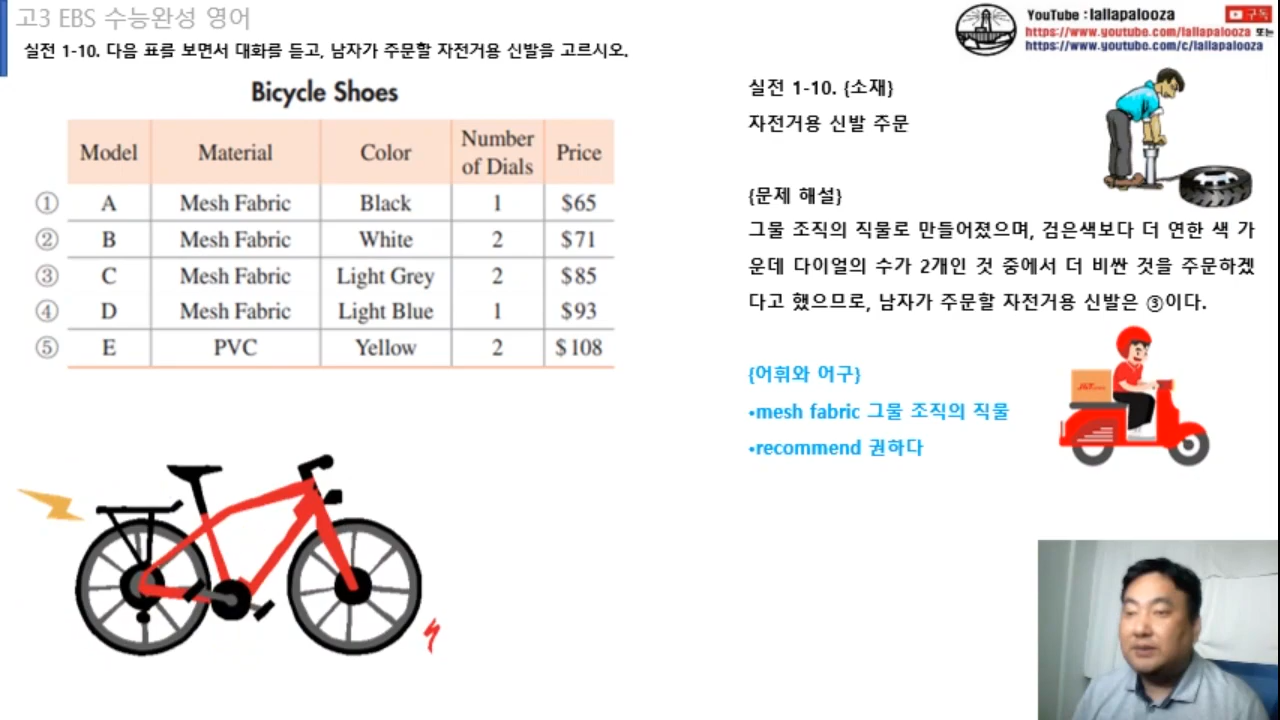 고3 EBS 수능완성 영어
실전 1-10. 다음 표를 보면서 대화를 듣고, 남자가 주문할 자전거용 신발을 고르시오.
YouTube : lallapalooza 구독
https://www.youtube.com/lallapalooza 또는
https://www.youtube.com/c/lallapalooza
Bicycle Shoes
Model Material Color Number of Dials Price
① A Mesh Fabric Black 1 $65
② B Mesh Fabric White 2 $71
③ C Mesh Fabric Light Grey 2 $85
④ D Mesh Fabric Light Blue 1 $93
⑤ E PVC Yellow 2 $108
실전 1-10. {소재}
자전거용 신발 주문
{문제 해설}
그물 조직의 직물로 만들어졌으며, 검은색보다 더 연한 색 가
운데 다이얼의 수가 2개인 것 중에서 더 비싼 것을 주문하겠
다고 했으므로, 남자가 주문할 자전거용 신발은 ③이다.
{어휘와 어구}
•mesh fabric 그물 조직의 직물
•recommend 권하다